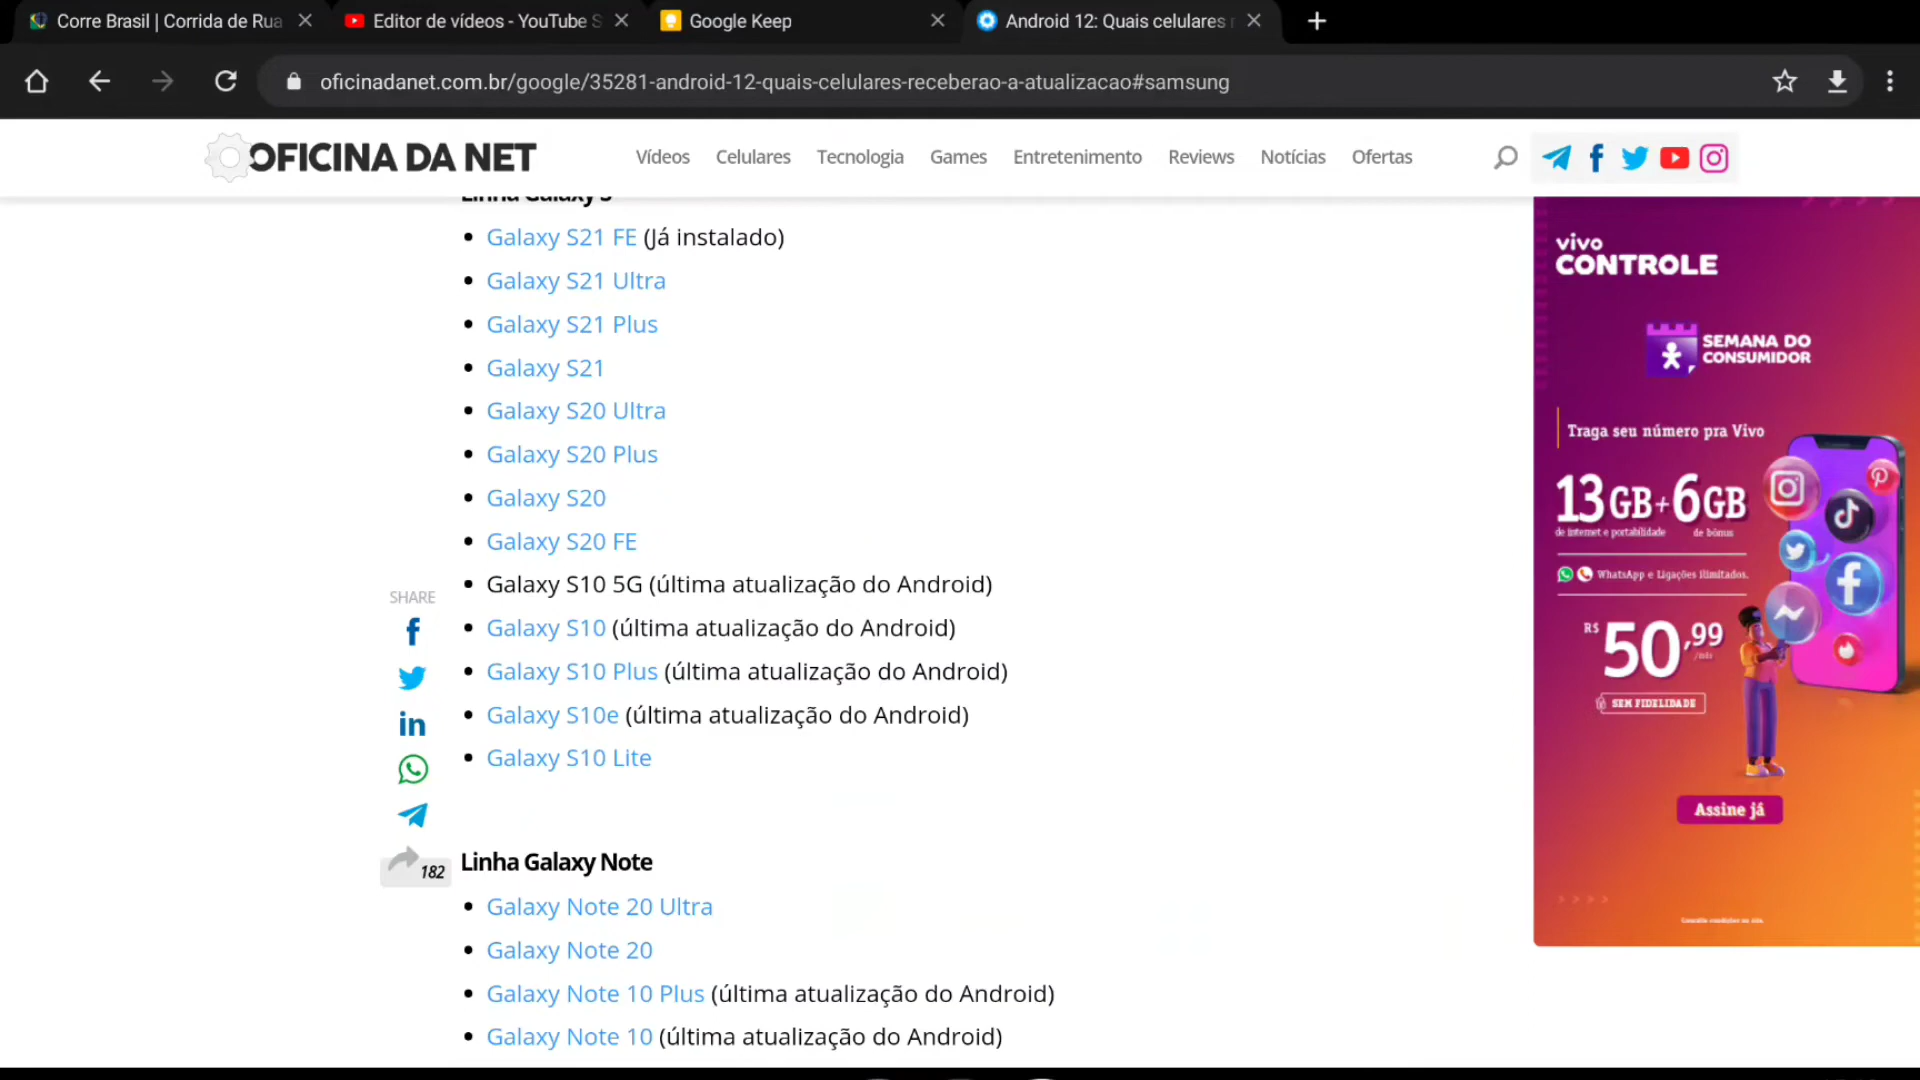 Corre Brasil | Corrida de Rua
Editor de vídeos - YouTube S
Google Keep
Android 12: Quais celulares r
oficinadanet.com.br/google/35281-android-12-quais-celulares-receberao-a-atualizacao#samsung
OFICINA DA NET
Vídeos
Celulares
Tecnologia
Games
Entretenimento
Reviews
Notícias
Ofertas
Linha Galaxy S
Galaxy S21 FE (Já instalado)
Galaxy S21 Ultra
Galaxy S21 Plus
Galaxy S21
Galaxy S20 Ultra
Galaxy S20 Plus
Galaxy S20
Galaxy S20 FE
Galaxy S10 5G (última atualização do Android)
Galaxy S10 (última atualização do Android)
Galaxy S10 Plus (última atualização do Android)
Galaxy S10e (última atualização do Android)
Galaxy S10 Lite
SHARE
182
Linha Galaxy Note
Galaxy Note 20 Ultra
Galaxy Note 20
Galaxy Note 10 Plus (última atualização do Android)
Galaxy Note 10 (última atualização do Android)
vivo
CONTROLE
SEMANA DO
CONSUMIDOR
Traga seu número pra Vivo
13GB+6GB
de internet e portabilidade
de bônus
WhatsApp e Ligações ilimitados.
R$ 50,99
/mês
SEM FIDELIDADE
Assine já